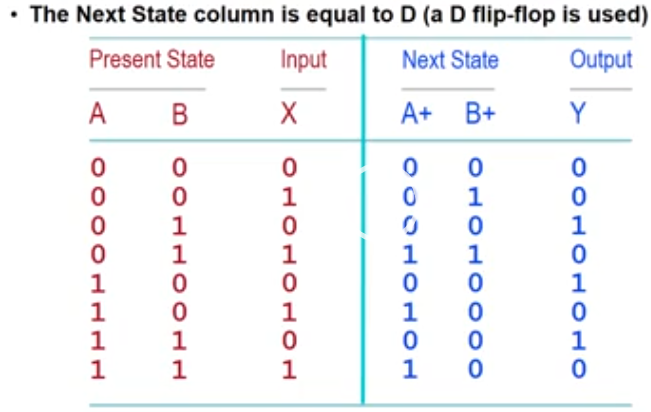 • The Next State column is equal to D (a D flip-flop is used)
Present State Input Next State Output
A B X A+ B+ Y
0 0 0 0 0 0
0 0 1 0 1 0
0 1 0 0 0 1
0 1 1 1 1 0
1 0 0 0 0 1
1 0 1 1 0 0
1 1 0 0 0 1
1 1 1 1 0 0